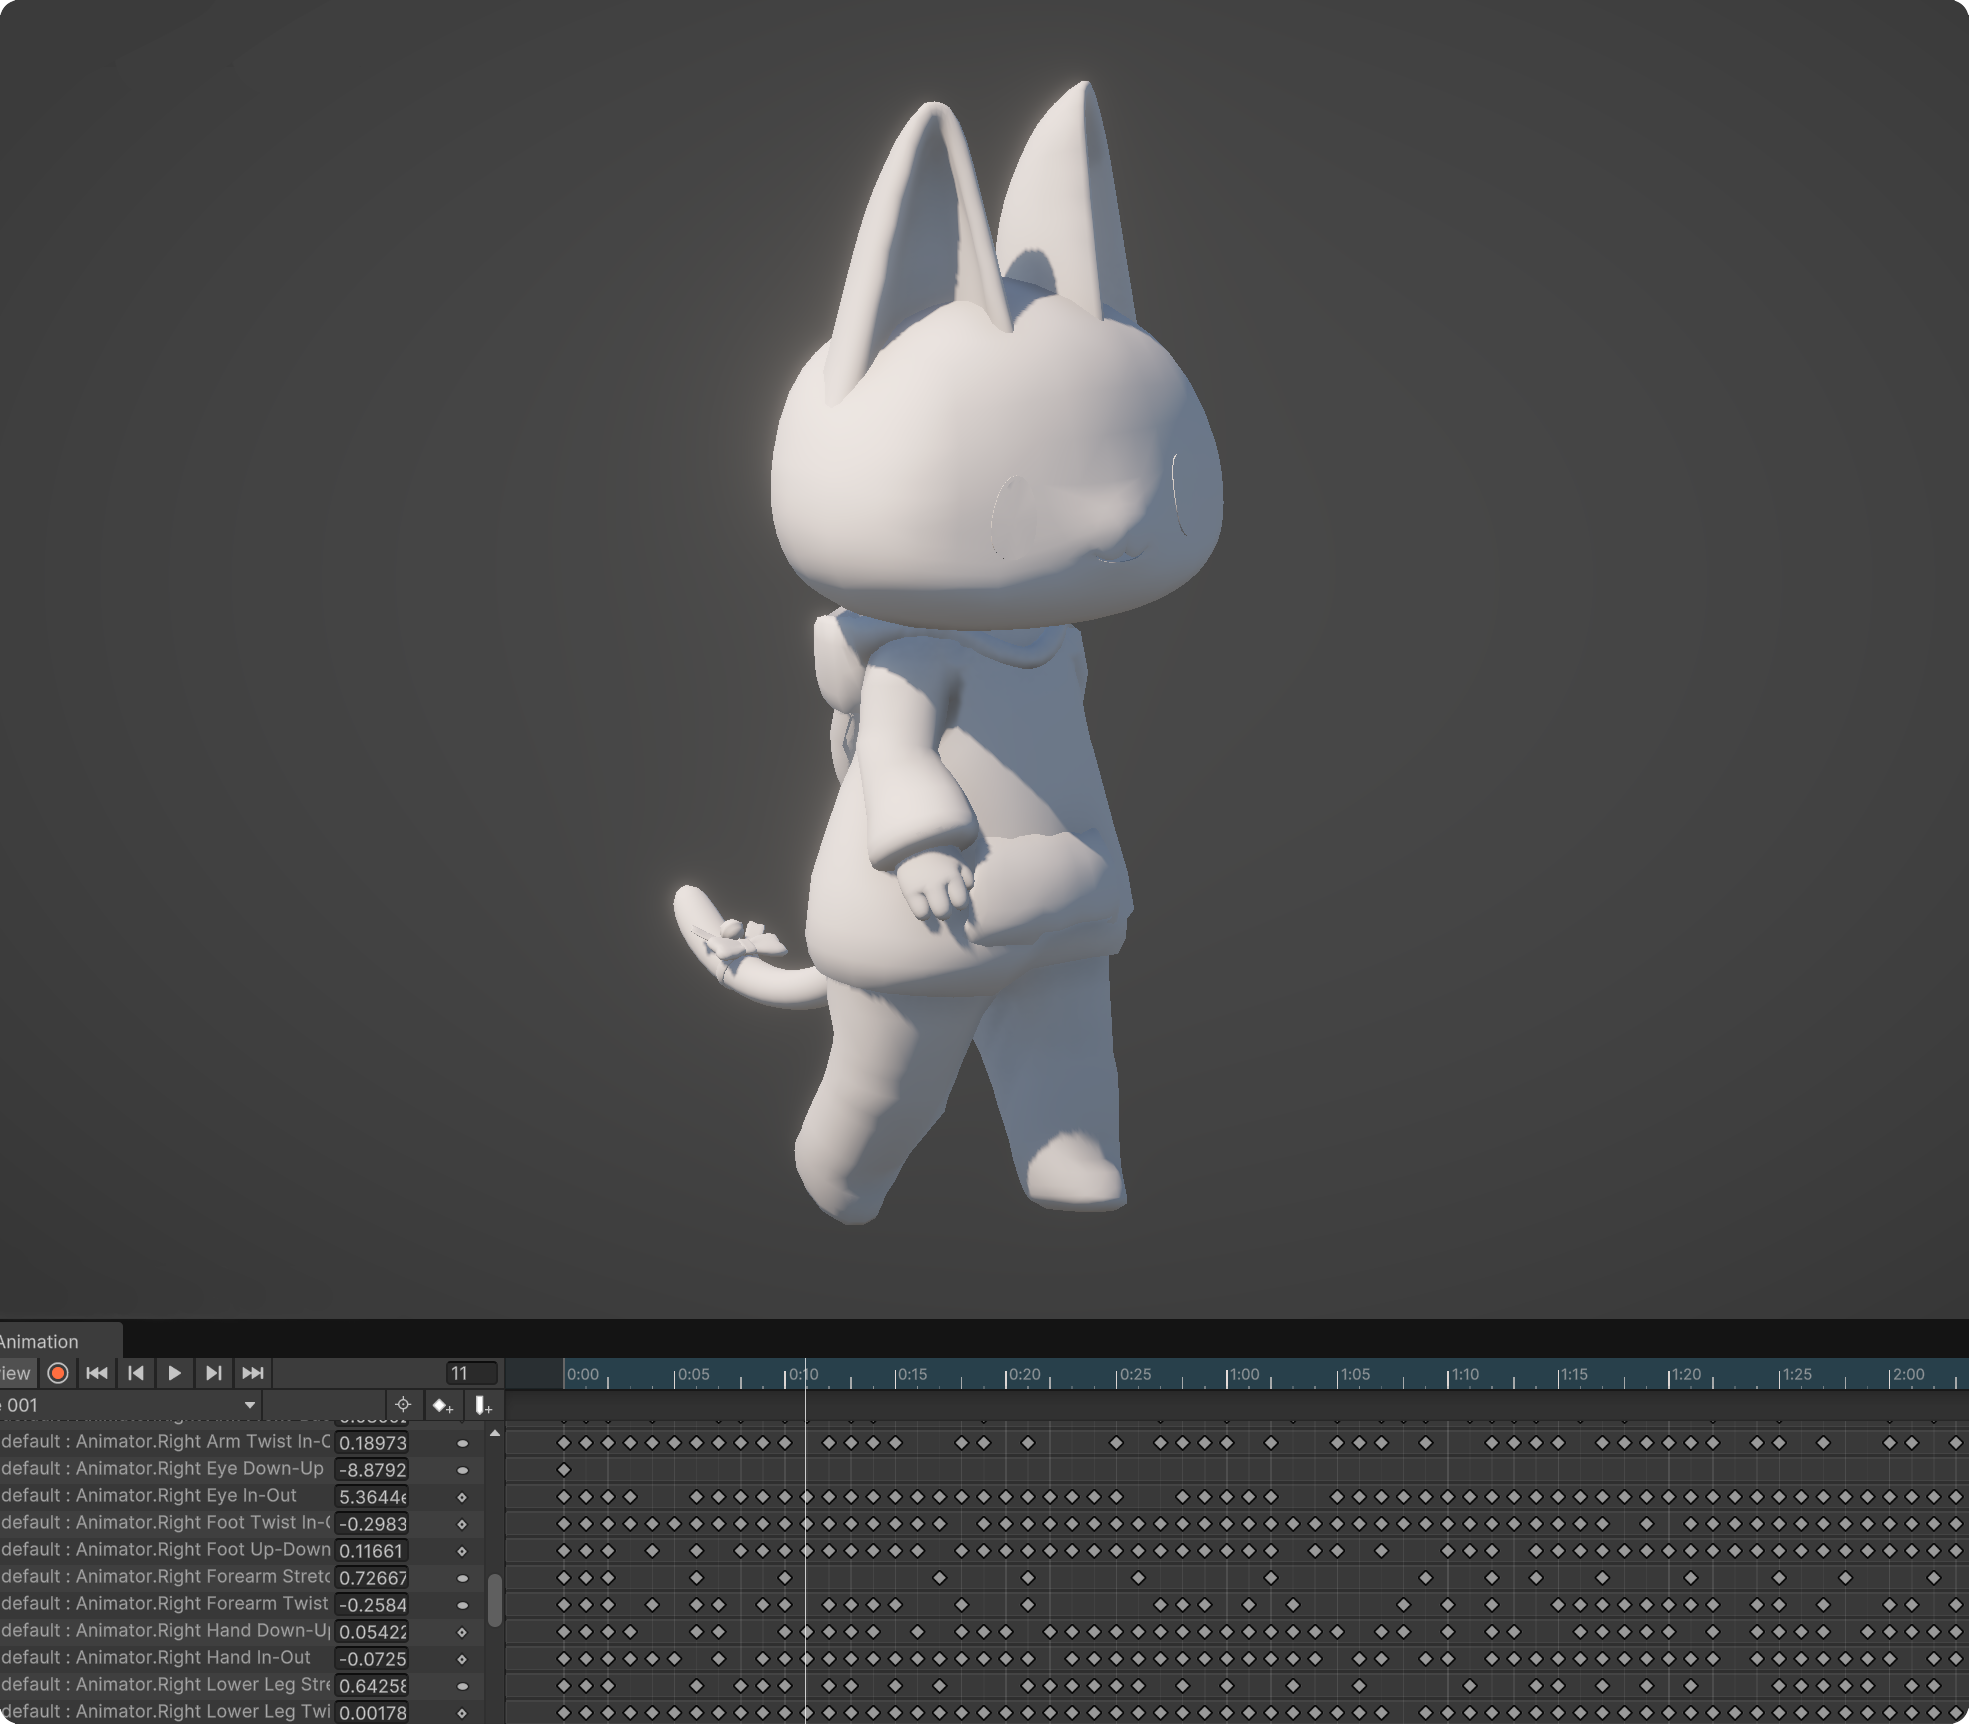 Animation
iew 11 0:00 0:05 0:10 0:15 0:20 0:25 1:00 1:05 1:10 1:15 1:20 1:25 2:00
001
default : Animator.Right Arm Twist In-O 0.18973
default : Animator.Right Eye Down-Up -8.8792
default : Animator.Right Eye In-Out 5.3644e
default : Animator.Right Foot Twist In-O -0.2983
default : Animator.Right Foot Up-Down 0.11661
default : Animator.Right Forearm Stretc 0.72667
default : Animator.Right Forearm Twist -0.2584
default : Animator.Right Hand Down-Up 0.05422
default : Animator.Right Hand In-Out -0.0725
default : Animator.Right Lower Leg Stre 0.64258
default : Animator.Right Lower Leg Twi 0.00178